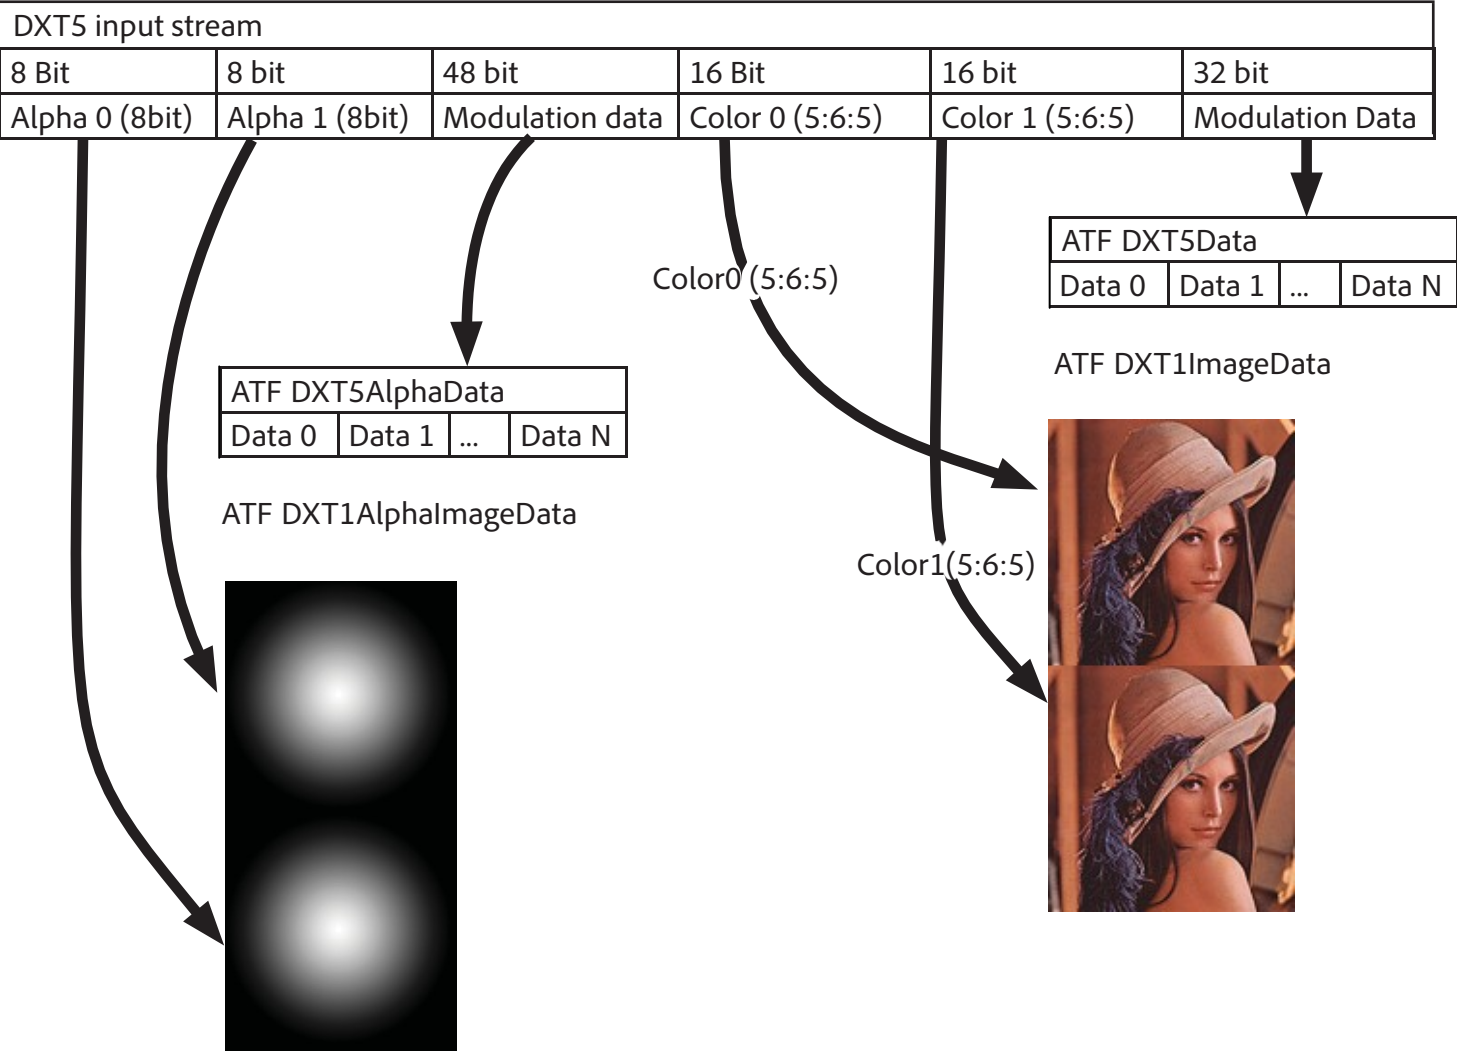 DXT5 input stream
8 Bit 8 bit 48 bit 16 Bit 16 bit 32 bit
Alpha 0 (8bit) Alpha 1 (8bit) Modulation data Color 0 (5:6:5) Color 1 (5:6:5) Modulation Data
ATF DXT5Data
Data 0 Data 1 ... Data N
Color0 (5:6:5)
ATF DXT1ImageData
ATF DXT5AlphaData
Data 0 Data 1 ... Data N
ATF DXT1AlphaImageData
Color1(5:6:5)